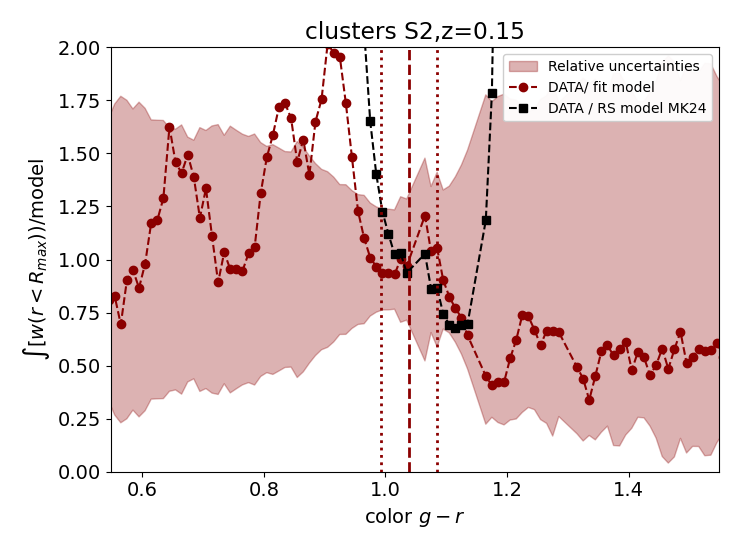 clusters S2,z=0.15
2.00
1.75
1.50
1.25
1.00
0.75
0.50
0.25
0.00
∫[w(r < R_max))/model
Relative uncertainties
DATA/ fit model
DATA / RS model MK24
0.6 0.8 1.0 1.2 1.4
color g − r